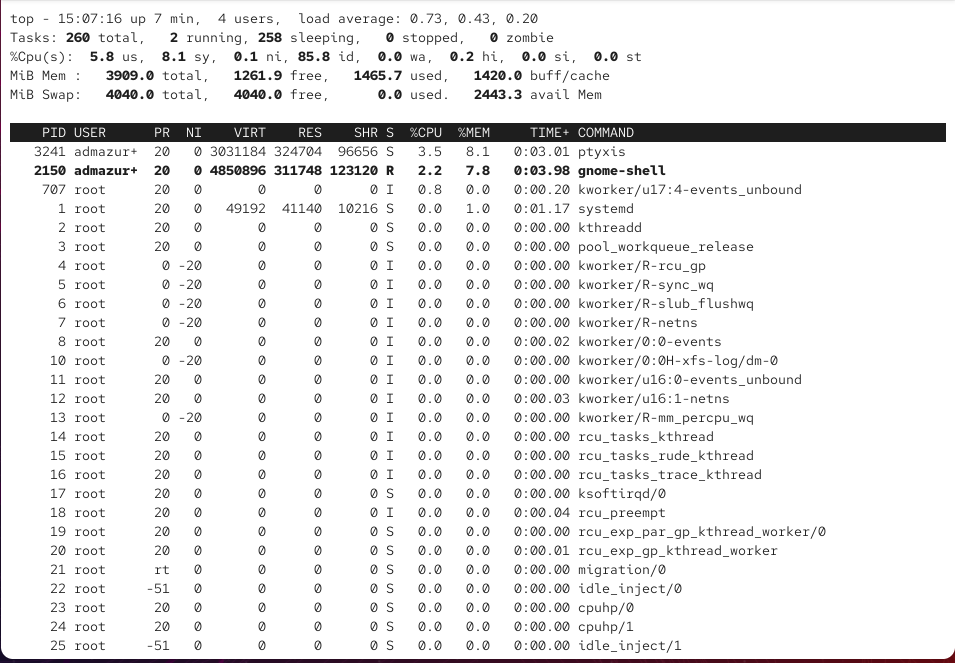 top - 15:07:16 up 7 min,  4 users,  load average: 0.73, 0.43, 0.20
Tasks: 260 total,   2 running, 258 sleeping,   0 stopped,   0 zombie
%Cpu(s):  5.8 us,  8.1 sy,  0.1 ni, 85.8 id,  0.0 wa,  0.2 hi,  0.0 si,  0.0 st
MiB Mem :   3909.0 total,   1261.9 free,   1465.7 used,   1420.0 buff/cache
MiB Swap:   4040.0 total,   4040.0 free,      0.0 used.   2443.3 avail Mem
PID USER      PR  NI    VIRT    RES    SHR S  %CPU  %MEM     TIME+ COMMAND
3241 admazur+  20   0 3031184 324704  96656 S   3.5   8.1   0:03.01 ptyxis
2150 admazur+  20   0 4850896 311748 123120 R   2.2   7.8   0:03.98 gnome-shell
707 root      20   0       0      0      0 I   0.8   0.0   0:00.20 kworker/u17:4-events_unbound
1 root      20   0   49192  41140  10216 S   0.0   1.0   0:01.17 systemd
2 root      20   0       0      0      0 S   0.0   0.0   0:00.00 kthreadd
3 root      20   0       0      0      0 S   0.0   0.0   0:00.00 pool_workqueue_release
4 root       0 -20       0      0      0 I   0.0   0.0   0:00.00 kworker/R-rcu_gp
5 root       0 -20       0      0      0 I   0.0   0.0   0:00.00 kworker/R-sync_wq
6 root       0 -20       0      0      0 I   0.0   0.0   0:00.00 kworker/R-slub_flushwq
7 root       0 -20       0      0      0 I   0.0   0.0   0:00.00 kworker/R-netns
8 root      20   0       0      0      0 I   0.0   0.0   0:00.02 kworker/0:0-events
10 root       0 -20       0      0      0 I   0.0   0.0   0:00.00 kworker/0:0H-xfs-log/dm-0
11 root      20   0       0      0      0 I   0.0   0.0   0:00.00 kworker/u16:0-events_unbound
12 root      20   0       0      0      0 I   0.0   0.0   0:00.03 kworker/u16:1-netns
13 root       0 -20       0      0      0 I   0.0   0.0   0:00.00 kworker/R-mm_percpu_wq
14 root      20   0       0      0      0 I   0.0   0.0   0:00.00 rcu_tasks_kthread
15 root      20   0       0      0      0 I   0.0   0.0   0:00.00 rcu_tasks_rude_kthread
16 root      20   0       0      0      0 I   0.0   0.0   0:00.00 rcu_tasks_trace_kthread
17 root      20   0       0      0      0 S   0.0   0.0   0:00.00 ksoftirqd/0
18 root      20   0       0      0      0 I   0.0   0.0   0:00.04 rcu_preempt
19 root      20   0       0      0      0 S   0.0   0.0   0:00.00 rcu_exp_par_gp_kthread_worker/0
20 root      20   0       0      0      0 S   0.0   0.0   0:00.01 rcu_exp_gp_kthread_worker
21 root      rt   0       0      0      0 S   0.0   0.0   0:00.00 migration/0
22 root     -51   0       0      0      0 S   0.0   0.0   0:00.00 idle_inject/0
23 root      20   0       0      0      0 S   0.0   0.0   0:00.00 cpuhp/0
24 root      20   0       0      0      0 S   0.0   0.0   0:00.00 cpuhp/1
25 root     -51   0       0      0      0 S   0.0   0.0   0:00.00 idle_inject/1